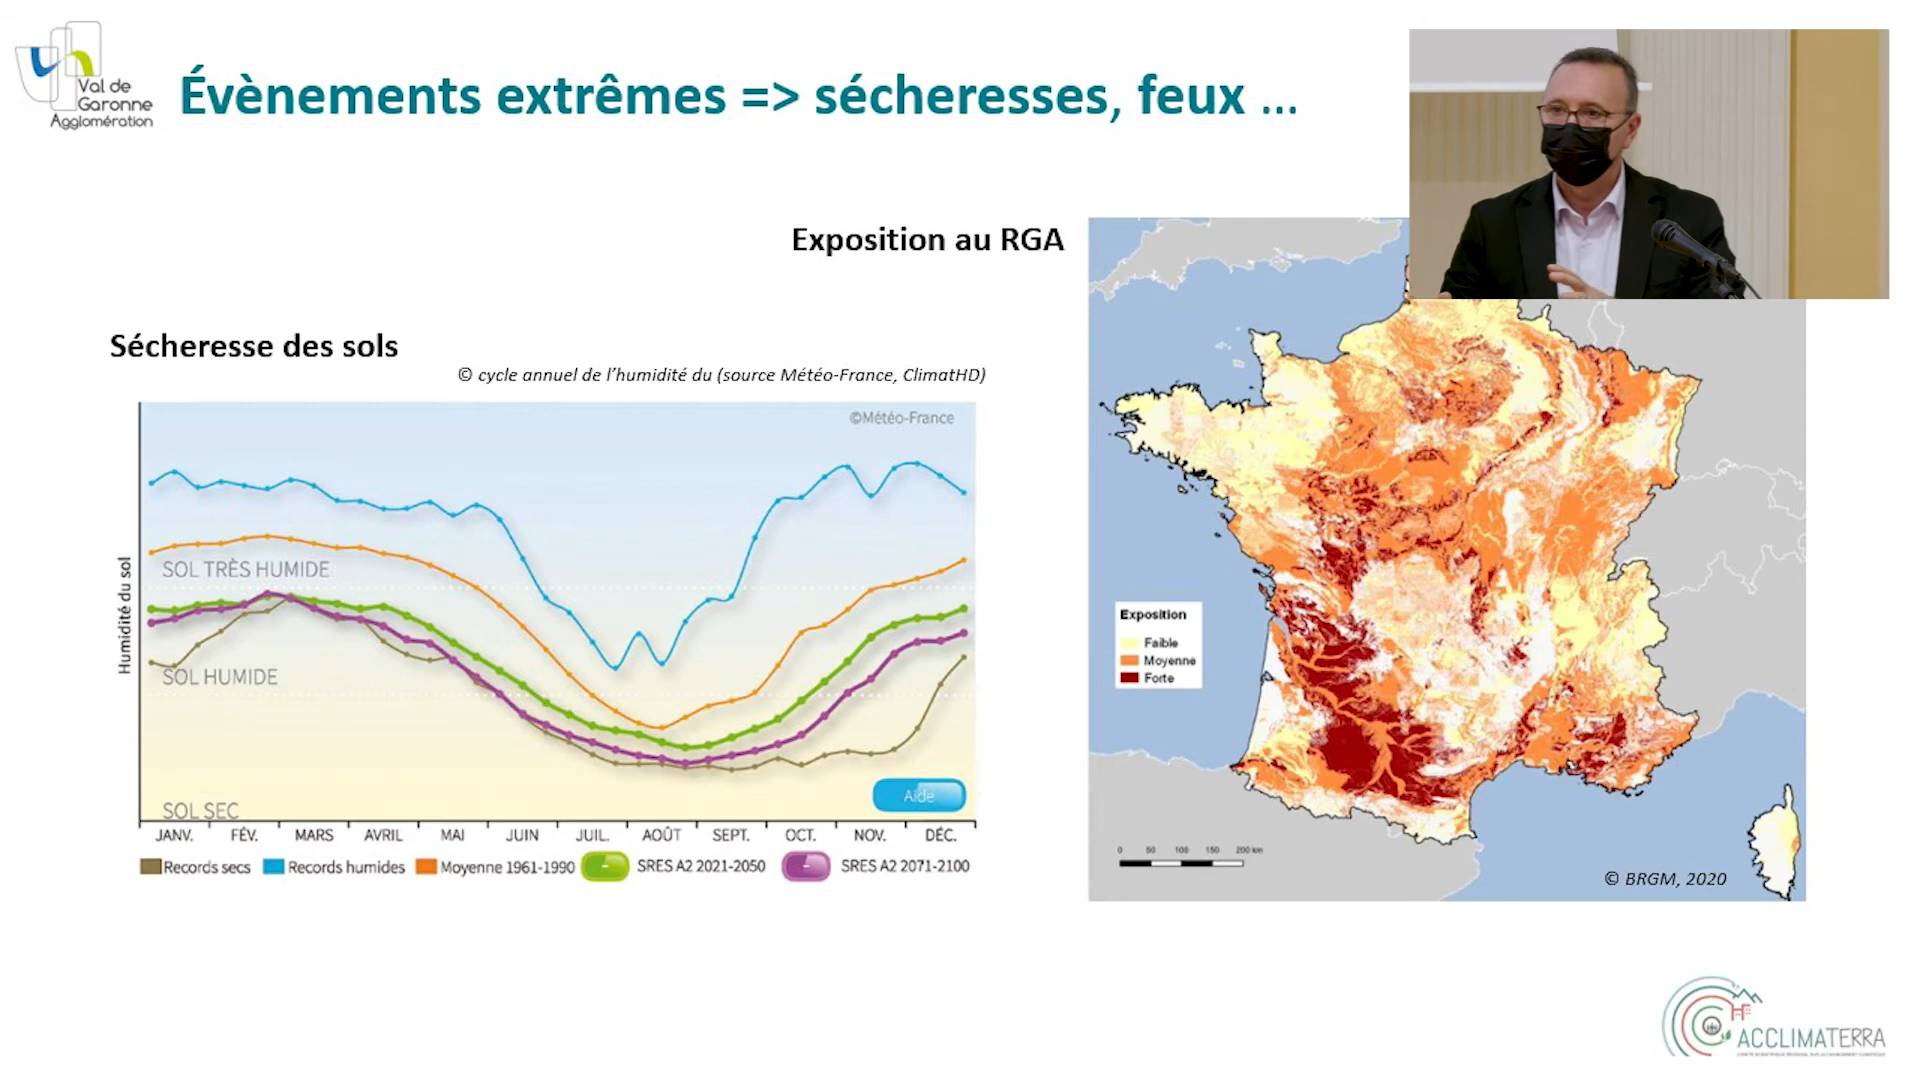 Val de
Garonne
Agglomération
Évènements extrêmes => sécheresses, feux ...
Exposition au RGA
Sécheresse des sols
© cycle annuel de l'humidité du (source Météo-France, ClimatHD)
©Météo-France
Humidité du sol
SOL TRÈS HUMIDE
SOL HUMIDE
SOL SEC
Aide
JANV. FÉV. MARS AVRIL MAI JUIN JUIL. AOÛT SEPT. OCT. NOV. DÉC.
Records secs Records humides Moyenne 1961-1990 SRES A2 2021-2050 SRES A2 2071-2100
Exposition
Faible
Moyenne
Forte
0 50 100 150 200 km
© BRGM, 2020
ACCLIMATERRA